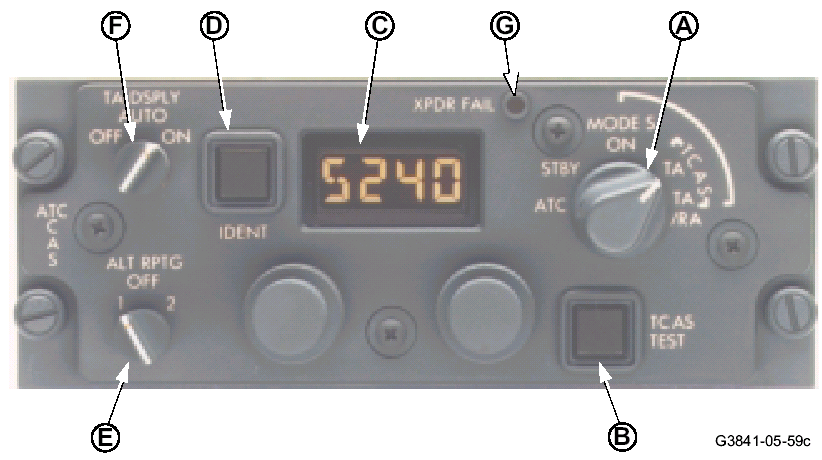 F D C G A
TA DSPLY
AUTO
OFF ON
XPDR FAIL
MODE S
ON
STBY
TA
TCAS
ATC
TA
/RA
5240
IDENT
ATC
C
A
S
ALT RPTG
OFF
1 2
TCAS
TEST
E
B
G3841-05-59c